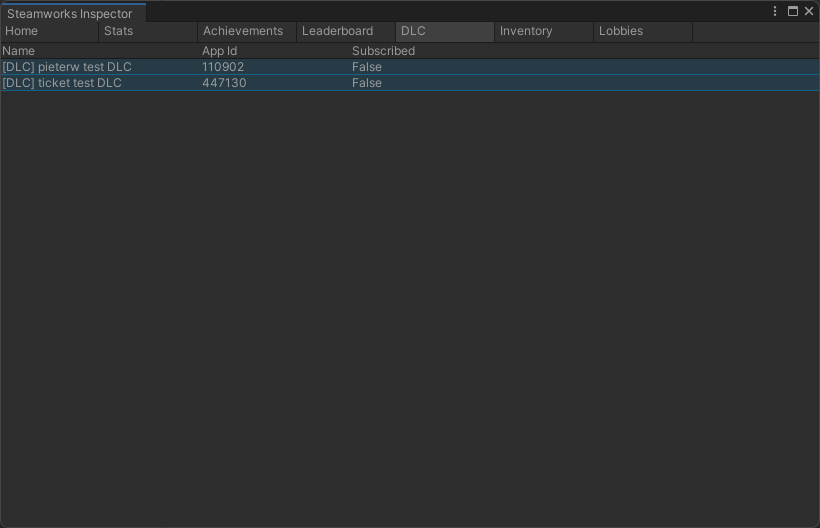 Steamworks Inspector
Home Stats Achievements Leaderboard DLC Inventory Lobbies
Name App Id Subscribed
[DLC] pieterw test DLC 110902 False
[DLC] ticket test DLC 447130 False